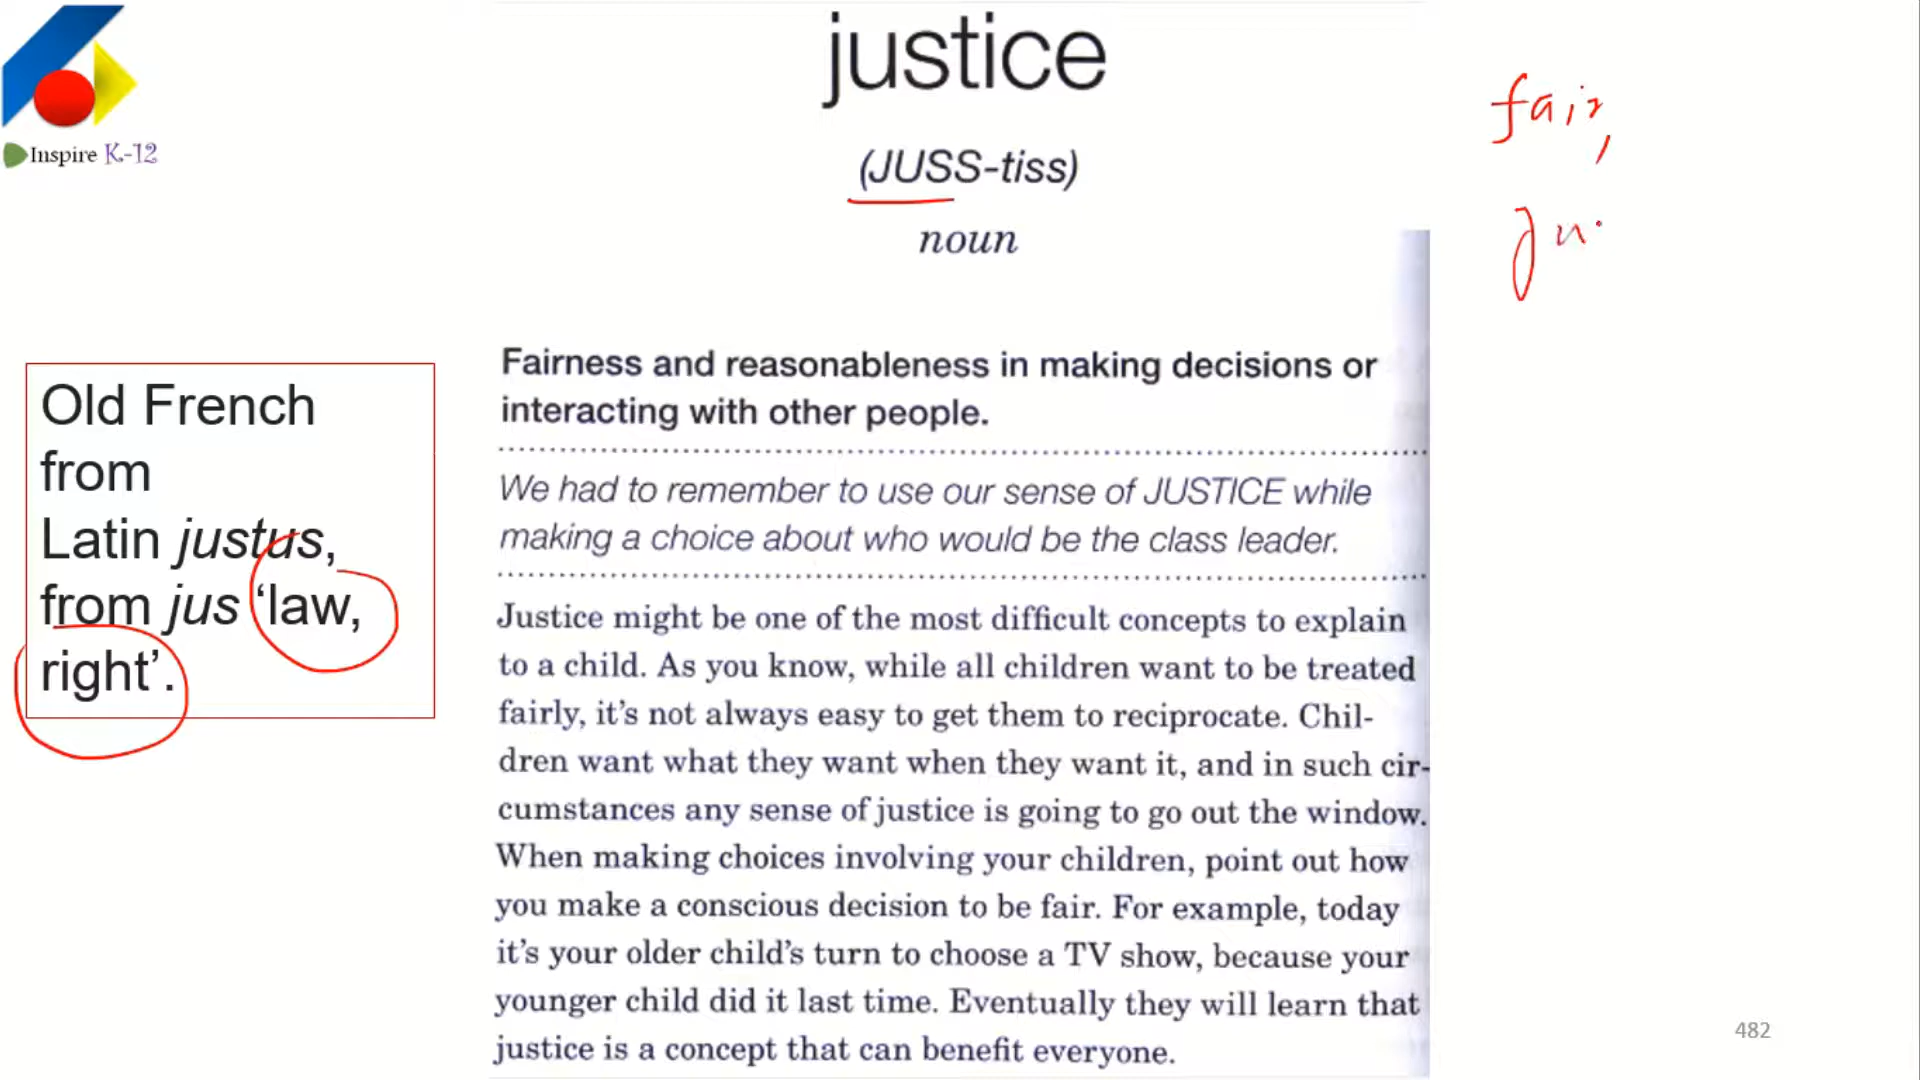 justice
(JUSS-tiss)
noun
Inspire K-12
fair,
Ju
Old French
from
Latin justus,
from jus ‘law,
right’.
Fairness and reasonableness in making decisions or
interacting with other people.
We had to remember to use our sense of JUSTICE while
making a choice about who would be the class leader.
Justice might be one of the most difficult concepts to explain
to a child. As you know, while all children want to be treated
fairly, it’s not always easy to get them to reciprocate. Chil-
dren want what they want when they want it, and in such cir-
cumstances any sense of justice is going to go out the window.
When making choices involving your children, point out how
you make a conscious decision to be fair. For example, today
it’s your older child’s turn to choose a TV show, because your
younger child did it last time. Eventually they will learn that
justice is a concept that can benefit everyone.
482